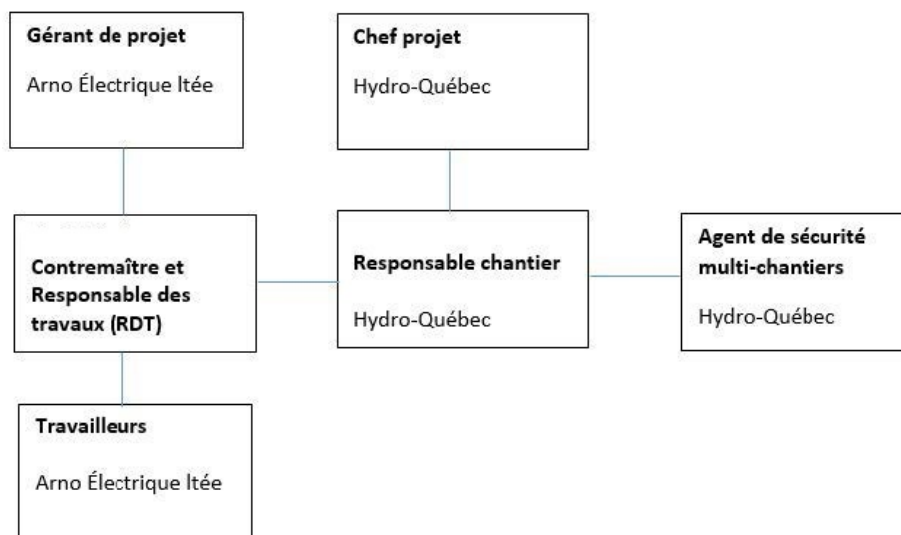 Gérant de projet
Arno Électrique ltée
Chef projet
Hydro-Québec
Contremaître et
Responsable des
travaux (RDT)
Responsable chantier
Hydro-Québec
Agent de sécurité
multi-chantiers
Hydro-Québec
Travailleurs
Arno Électrique ltée